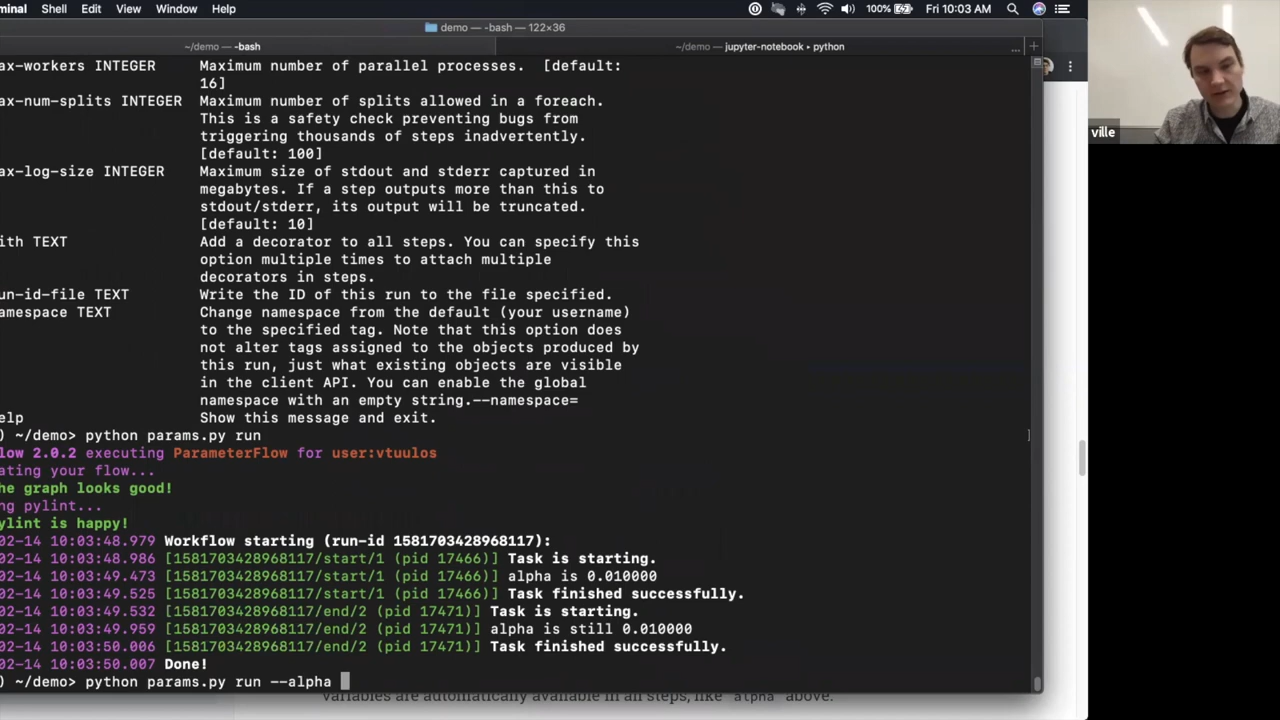 minal Shell Edit View Window Help 100% Fri 10:03 AM
demo — -bash — 122×36
~/demo — -bash ~/demo — jupyter-notebook ▸ python ... +
ax-workers INTEGER Maximum number of parallel processes. [default:
16]
ax-num-splits INTEGER Maximum number of splits allowed in a foreach.
This is a safety check preventing bugs from
triggering thousands of steps inadvertently.
[default: 100]
ax-log-size INTEGER Maximum size of stdout and stderr captured in
megabytes. If a step outputs more than this to
stdout/stderr, its output will be truncated.
[default: 10]
ith TEXT Add a decorator to all steps. You can specify this
option multiple times to attach multiple
decorators in steps.
un-id-file TEXT Write the ID of this run to the file specified.
amespace TEXT Change namespace from the default (your username)
to the specified tag. Note that this option does
not alter tags assigned to the objects produced by
this run, just what existing objects are visible
in the client API. You can enable the global
namespace with an empty string.--namespace=
elp Show this message and exit.
) ~/demo> python params.py run
low 2.0.2 executing ParameterFlow for user:vtuulos
ating your flow...
he graph looks good!
ng pylint...
ylint is happy!
02-14 10:03:48.979 Workflow starting (run-id 1581703428968117):
02-14 10:03:48.986 [1581703428968117/start/1 (pid 17466)] Task is starting.
02-14 10:03:49.473 [1581703428968117/start/1 (pid 17466)] alpha is 0.010000
02-14 10:03:49.525 [1581703428968117/start/1 (pid 17466)] Task finished successfully.
02-14 10:03:49.532 [1581703428968117/end/2 (pid 17471)] Task is starting.
02-14 10:03:49.959 [1581703428968117/end/2 (pid 17471)] alpha is still 0.010000
02-14 10:03:50.006 [1581703428968117/end/2 (pid 17471)] Task finished successfully.
02-14 10:03:50.007 Done!
) ~/demo> python params.py run --alpha
variables are automatically available in all steps, like alpha above.
ville